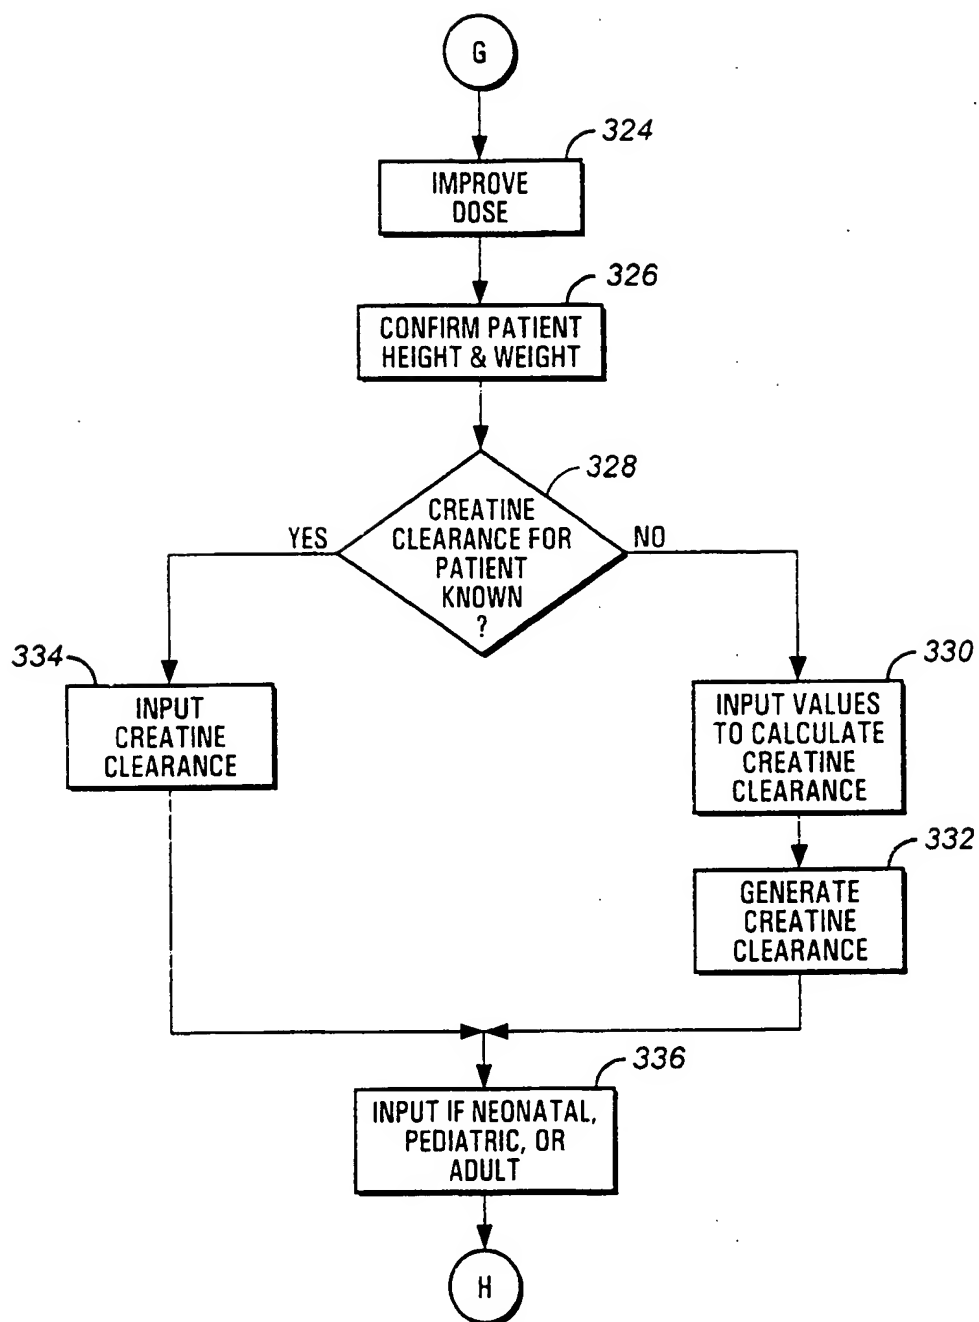 G
324
IMPROVE
DOSE
326
CONFIRM PATIENT
HEIGHT & WEIGHT
328
CREATINE
CLEARANCE FOR
PATIENT
KNOWN
?
YES
NO
334
INPUT
CREATINE
CLEARANCE
330
INPUT VALUES
TO CALCULATE
CREATINE
CLEARANCE
332
GENERATE
CREATINE
CLEARANCE
336
INPUT IF NEONATAL,
PEDIATRIC, OR
ADULT
H